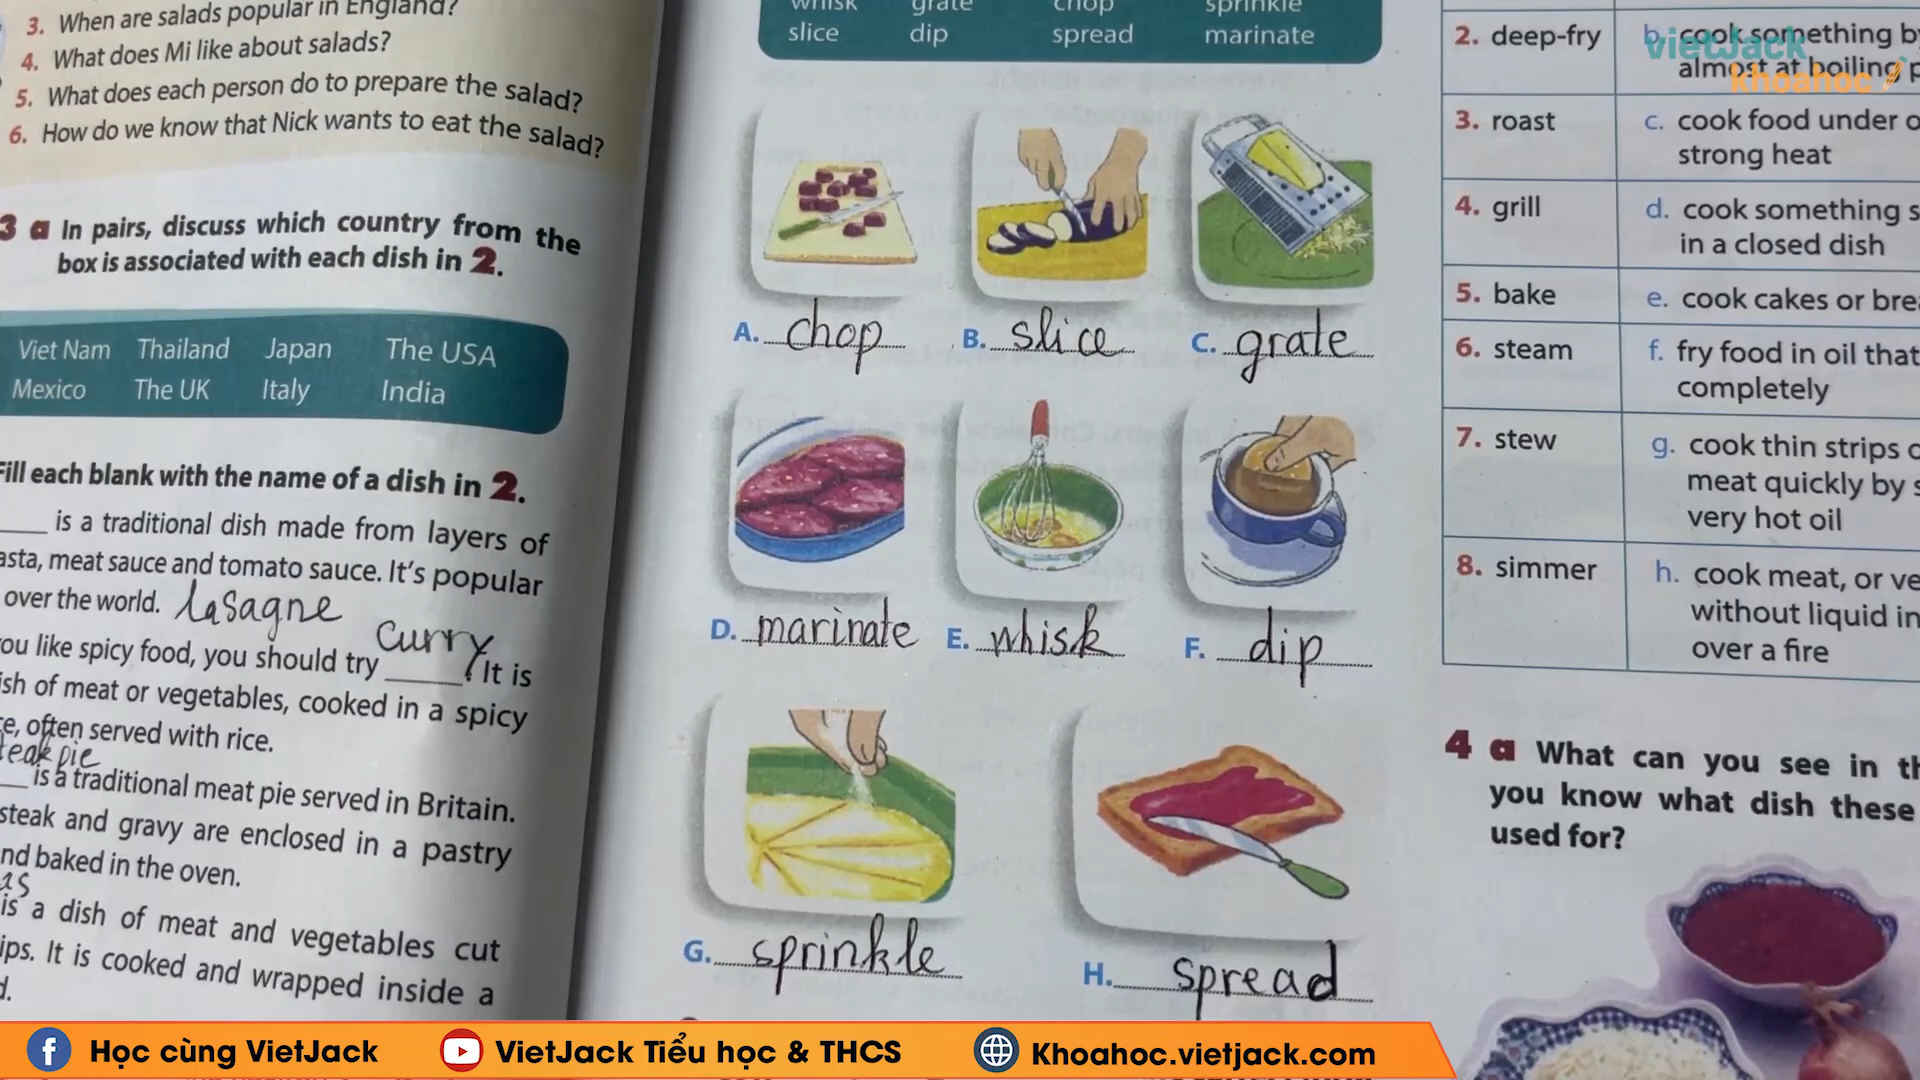 3. When are salads popular in England?
4. What does Mi like about salads?
5. What does each person do to prepare the salad?
6. How do we know that Nick wants to eat the salad?
3 a In pairs, discuss which country from the
box is associated with each dish in 2.
Viet Nam Thailand Japan The USA
Mexico The UK Italy India
Fill each blank with the name of a dish in 2.
____ is a traditional dish made from layers of
asta, meat sauce and tomato sauce. It's popular
over the world. lasagne
curry
ou like spicy food, you should try ____. It is
ish of meat or vegetables, cooked in a spicy
e, often served with rice.
teak pie
__ is a traditional meat pie served in Britain.
steak and gravy are enclosed in a pastry
nd baked in the oven.
as
is a dish of meat and vegetables cut
ips. It is cooked and wrapped inside a
d.
whisk grate chop sprinkle
slice dip spread marinate
A. chop B. slice C. grate
D. marinate E. whisk F. dip
G. sprinkle H. spread
2. deep-fry b. cook something by
almost at boiling p
3. roast c. cook food under o
strong heat
4. grill d. cook something s
in a closed dish
5. bake e. cook cakes or brea
6. steam f. fry food in oil that
completely
7. stew g. cook thin strips o
meat quickly by s
very hot oil
8. simmer h. cook meat, or ve
without liquid in
over a fire
4 a What can you see in th
you know what dish these
used for?
vietJack
khoahoc
Học cùng VietJack VietJack Tiểu học & THCS Khoahoc.vietjack.com